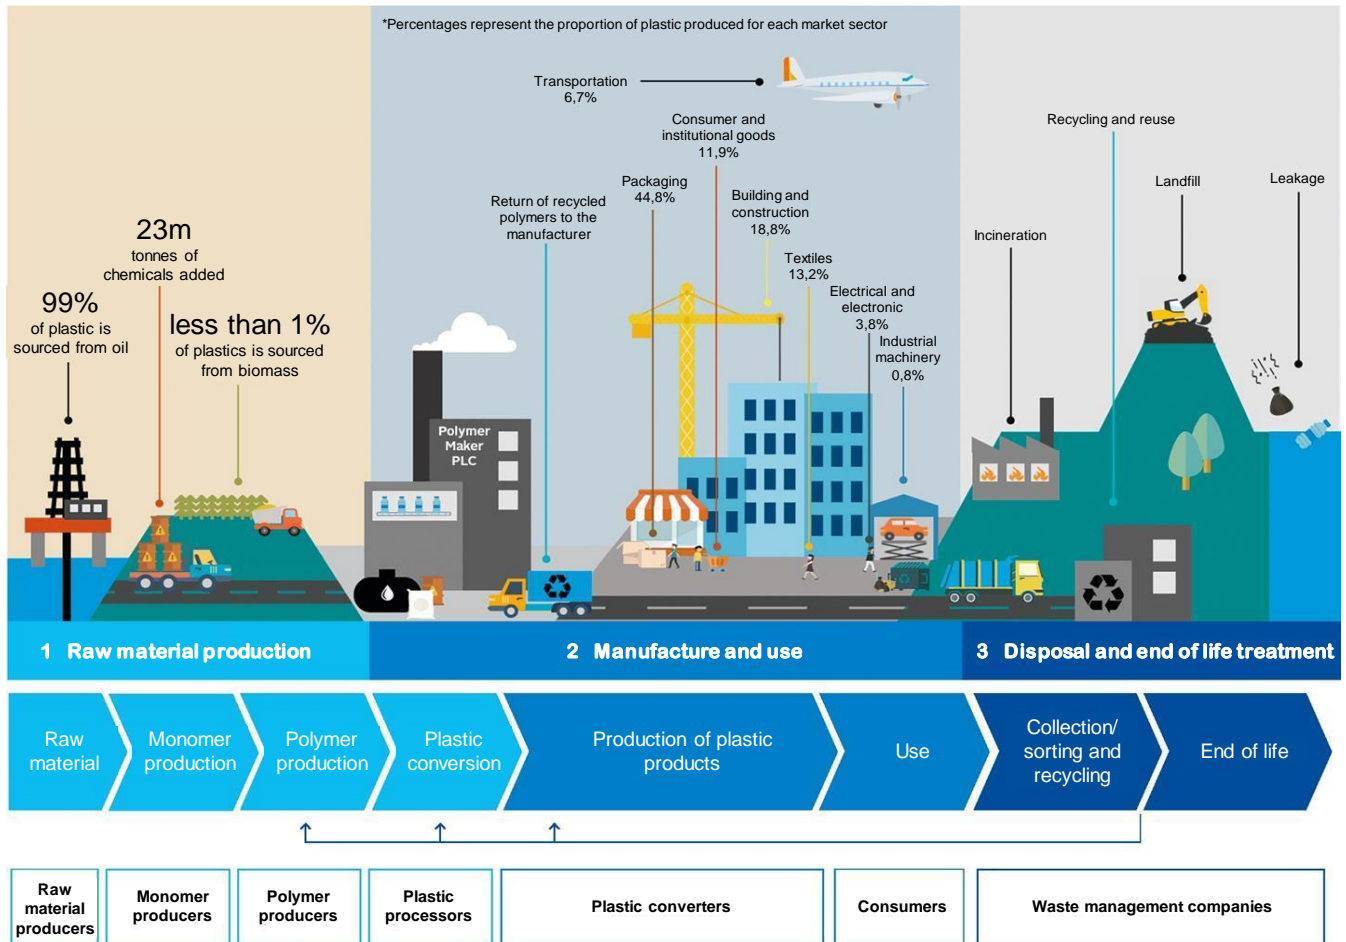 *Percentages represent the proportion of plastic produced for each market sector
Transportation
6,7%
Consumer and
institutional goods
11,9%
Recycling and reuse
Packaging
44,8%
Building and
construction
18,8%
Return of recycled
polymers to the
manufacturer
Landfill
Leakage
Incineration
23m
tonnes of
chemicals added
Textiles
13,2%
Electrical and
electronic
3,8%
Industrial
machinery
0,8%
99%
of plastic is
sourced from oil
less than 1%
of plastics is sourced
from biomass
Polymer
Maker
PLC
1 Raw material production
2 Manufacture and use
3 Disposal and end of life treatment
Raw
material
Monomer
production
Polymer
production
Plastic
conversion
Production of plastic
products
Use
Collection/
sorting and
recycling
End of life
Raw
material
producers
Monomer
producers
Polymer
producers
Plastic
processors
Plastic converters
Consumers
Waste management companies